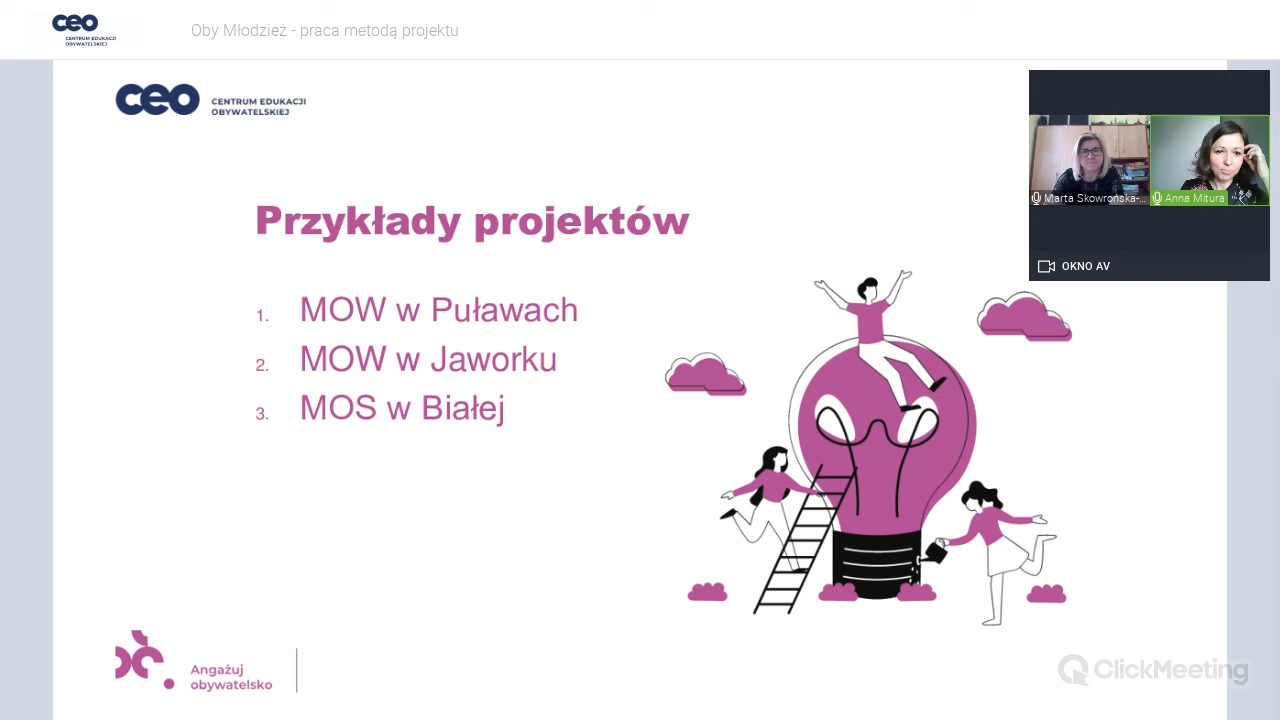 ceo
CENTRUM EDUKACJI
OBYWATELSKIEJ
Oby Młodzież - praca metodą projektu
ceo
CENTRUM EDUKACJI
OBYWATELSKIEJ
Marta Skowrońska-...
Anna Mitura
OKNO AV
Przykłady projektów
1. MOW w Puławach
2. MOW w Jaworku
3. MOS w Białej
Angażuj
obywatelsko
ClickMeeting